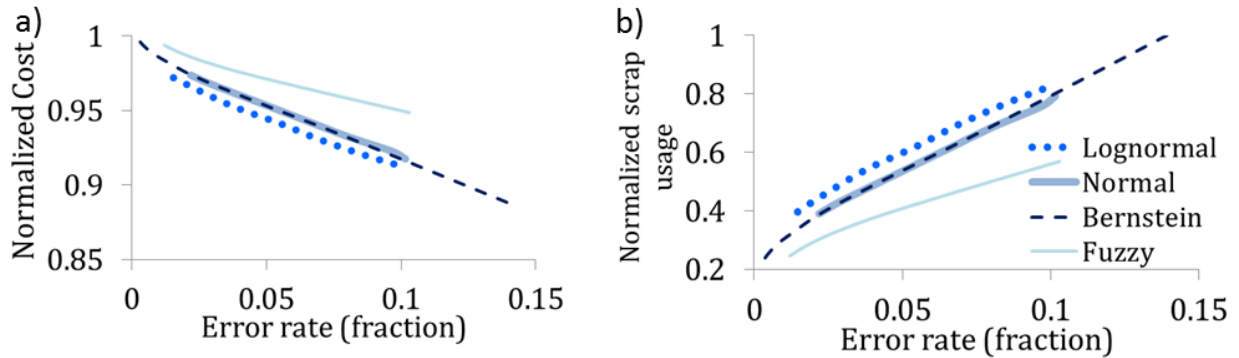 a)
Normalized Cost
1
0.95
0.9
0.85
0
0.05
0.1
0.15
Error rate (fraction)
b)
Normalized scrap
usage
1
0.8
0.6
0.4
0.2
Lognormal
Normal
Bernstein
Fuzzy
0
0.05
0.1
0.15
Error rate (fraction)